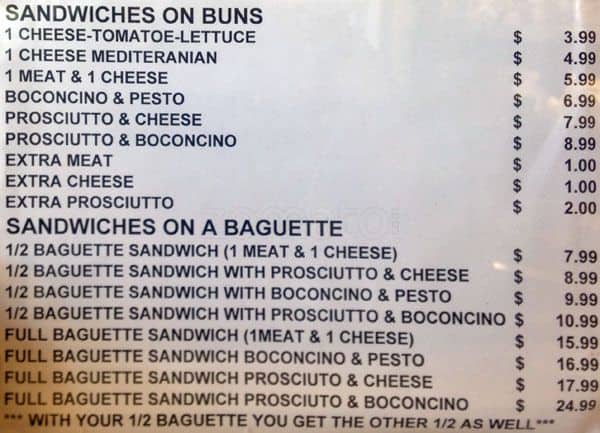 SANDWICHES ON BUNS
1 CHEESE-TOMATOE-LETTUCE $ 3.99
1 CHEESE MEDITERANIAN $ 4.99
1 MEAT & 1 CHEESE $ 5.99
BOCONCINO & PESTO $ 6.99
PROSCIUTTO & CHEESE $ 7.99
PROSCIUTTO & BOCONCINO $ 8.99
EXTRA MEAT $ 1.00
EXTRA CHEESE $ 1.00
EXTRA PROSCIUTTO $ 2.00
SANDWICHES ON A BAGUETTE
1/2 BAGUETTE SANDWICH (1 MEAT & 1 CHEESE) $ 7.99
1/2 BAGUETTE SANDWICH WITH PROSCIUTTO & CHEESE $ 8.99
1/2 BAGUETTE SANDWICH WITH BOCONCINO & PESTO $ 9.99
1/2 BAGUETTE SANDWICH WITH PROSCIUTTO & BOCONCINO $ 10.99
FULL BAGUETTE SANDWICH (1MEAT & 1 CHEESE) $ 15.99
FULL BAGUETTE SANDWICH BOCONCINO & PESTO $ 16.99
FULL BAGUETTE SANDWICH PROSCIUTO & CHEESE $ 17.99
FULL BAGUETTE SANDWICH PROSCIUTO & BOCONCINO $ 24.99
*** WITH YOUR 1/2 BAGUETTE YOU GET THE OTHER 1/2 AS WELL***